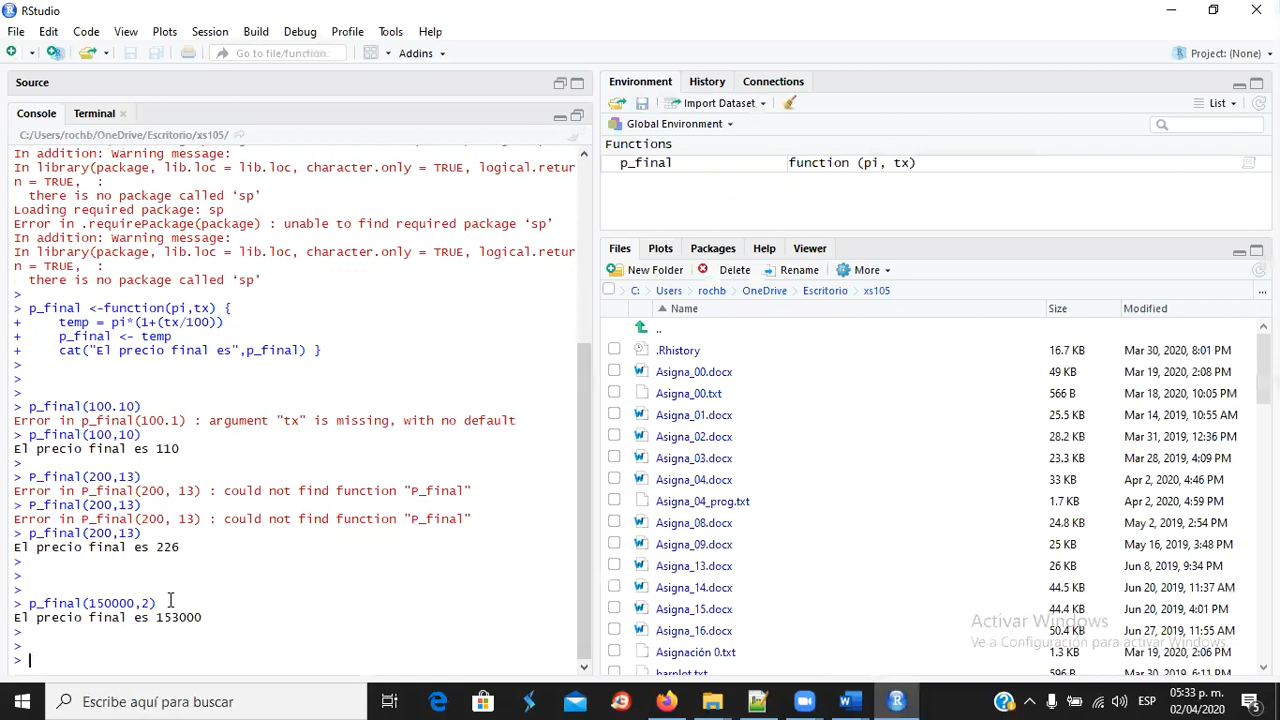 RStudio
File Edit Code View Plots Session Build Debug Profile Tools Help
Go to file/function Addins Project: (None)
Source
Console Terminal
C:/Users/rochb/OneDrive/Escritorio/xs105/
In addition: Warning message:
In library(package, lib.loc = lib.loc, character.only = TRUE, logical.retur
n = TRUE, :
there is no package called ‘sp’
Loading required package: sp
Error in .requirePackage(package) : unable to find required package ‘sp’
In addition: Warning message:
In library(package, lib.loc = lib.loc, character.only = TRUE, logical.retur
n = TRUE, :
there is no package called ‘sp’
>
> p_final <-function(pi,tx) {
+ temp = pi*(1+(tx/100))
+ p_final <- temp
+ cat("El precio final es",p_final) }
>
>
>
> p_final(100.10)
Error in p_final(100.1) : argument "tx" is missing, with no default
> p_final(100,10)
El precio final es 110
>
> P_final(200,13)
Error in P_final(200, 13) : could not find function "P_final"
> P_final(200,13)
Error in P_final(200, 13) : could not find function "P_final"
> p_final(200,13)
El precio final es 226
>
>
>
> p_final(150000,2)
El precio final es 153000
>
>
Environment History Connections
Import Dataset List
Global Environment
Functions
p_final function (pi, tx)
Files Plots Packages Help Viewer
New Folder Delete Rename More
C: Users rochb OneDrive Escritorio xs105 ...
Name Size Modified
..
.Rhistory 16.7 KB Mar 30, 2020, 8:01 PM
Asigna_00.docx 49 KB Mar 19, 2020, 2:08 PM
Asigna_00.txt 566 B Mar 18, 2020, 10:05 PM
Asigna_01.docx 25.5 KB Mar 14, 2019, 10:55 AM
Asigna_02.docx 28.2 KB Mar 31, 2019, 12:36 PM
Asigna_03.docx 23.3 KB Mar 28, 2019, 4:09 PM
Asigna_04.docx 33 KB Apr 2, 2020, 4:46 PM
Asigna_04_prog.txt 1.7 KB Apr 2, 2020, 4:59 PM
Asigna_08.docx 24.8 KB May 2, 2019, 2:54 PM
Asigna_09.docx 25 KB May 16, 2019, 3:48 PM
Asigna_13.docx 26 KB Jun 8, 2019, 9:34 PM
Asigna_14.docx 44.5 KB Jun 20, 2019, 11:37 AM
Asigna_15.docx 44.4 KB Jun 20, 2019, 4:01 PM
Asigna_16.docx 50.4 KB Jun 27, 2019, 11:55 AM
Asignación 0.txt 1.3 KB Mar 19, 2020, 2:06 PM
barplot.txt 596 B Mar 30, 2020, 6:11 PM
Activar Windows
Ve a Configuración para activar Windows.
Escribe aquí para buscar
ESP 05:33 p. m.
02/04/2020 5